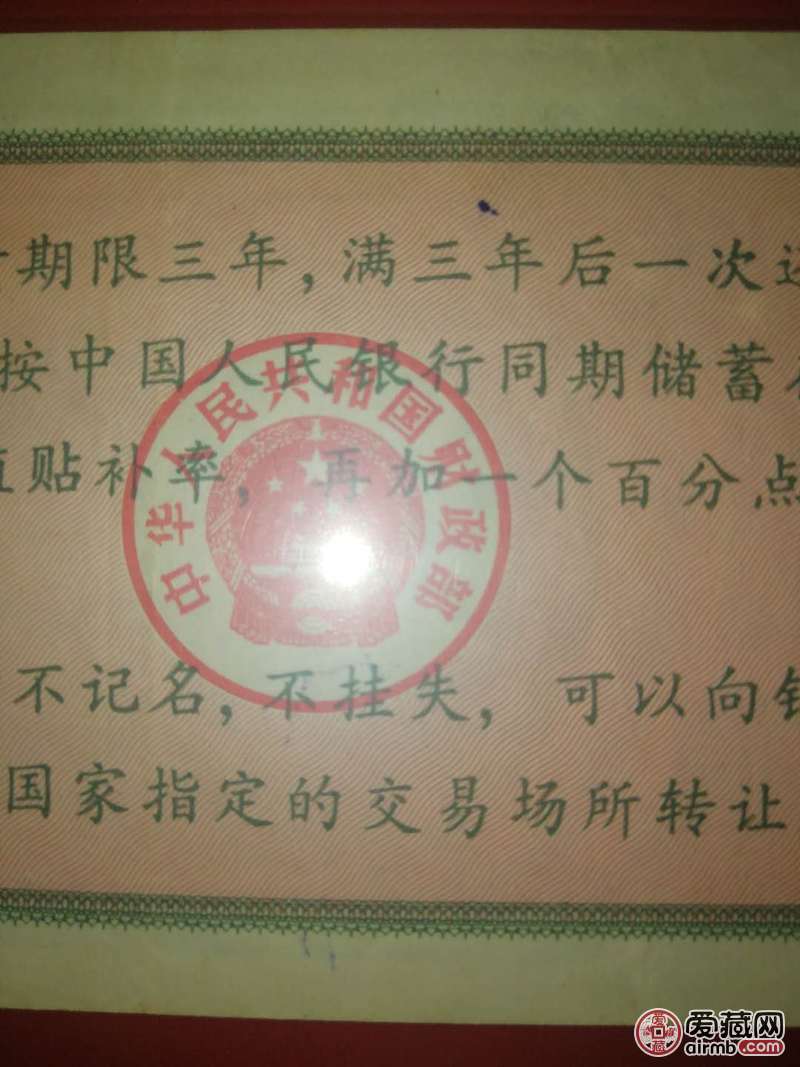 期限三年,满三年后一次还
按中国人民银行同期储蓄
值贴补率,再加一个百分点
中华人民共和国财政部
不记名,不挂失,可以向
国家指定的交易场所转让
爱藏网
airmb.com